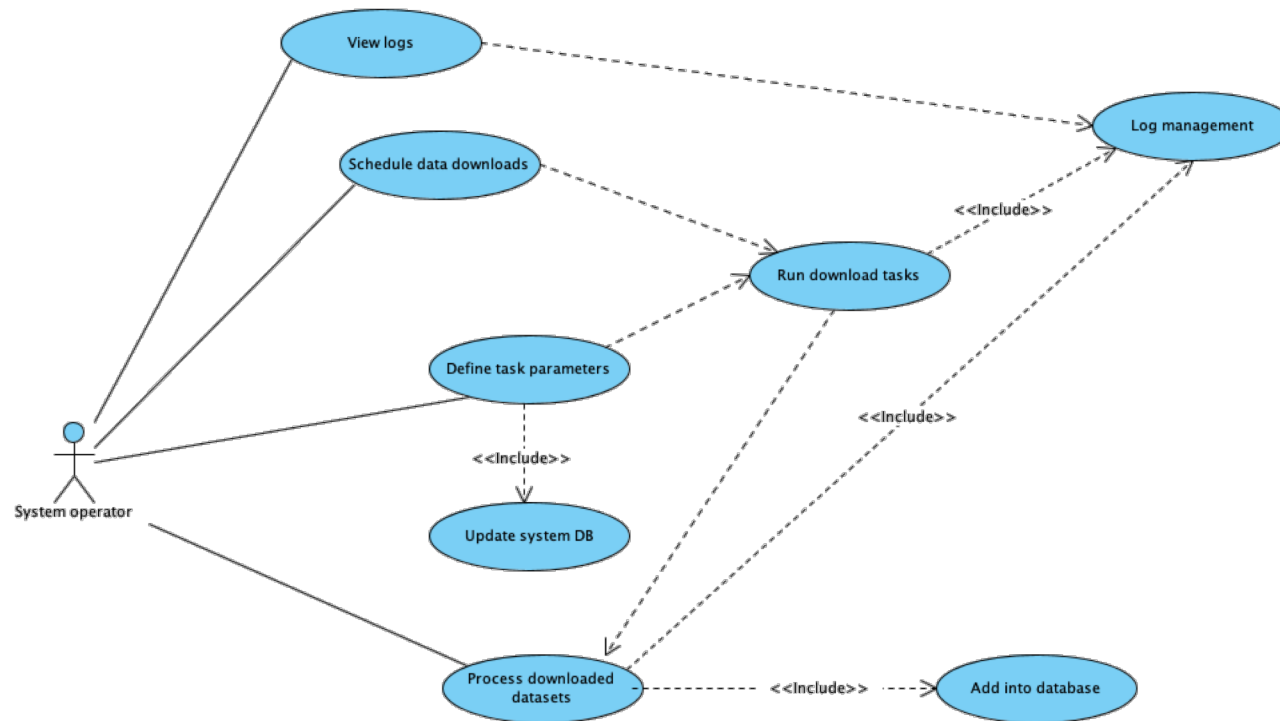 View logs
Log management
Schedule data downloads
<<Include>>
Run download tasks
Define task parameters
<<Include>>
<<Include>>
System operator
Update system DB
Process downloaded
datasets
<<Include>>
Add into database